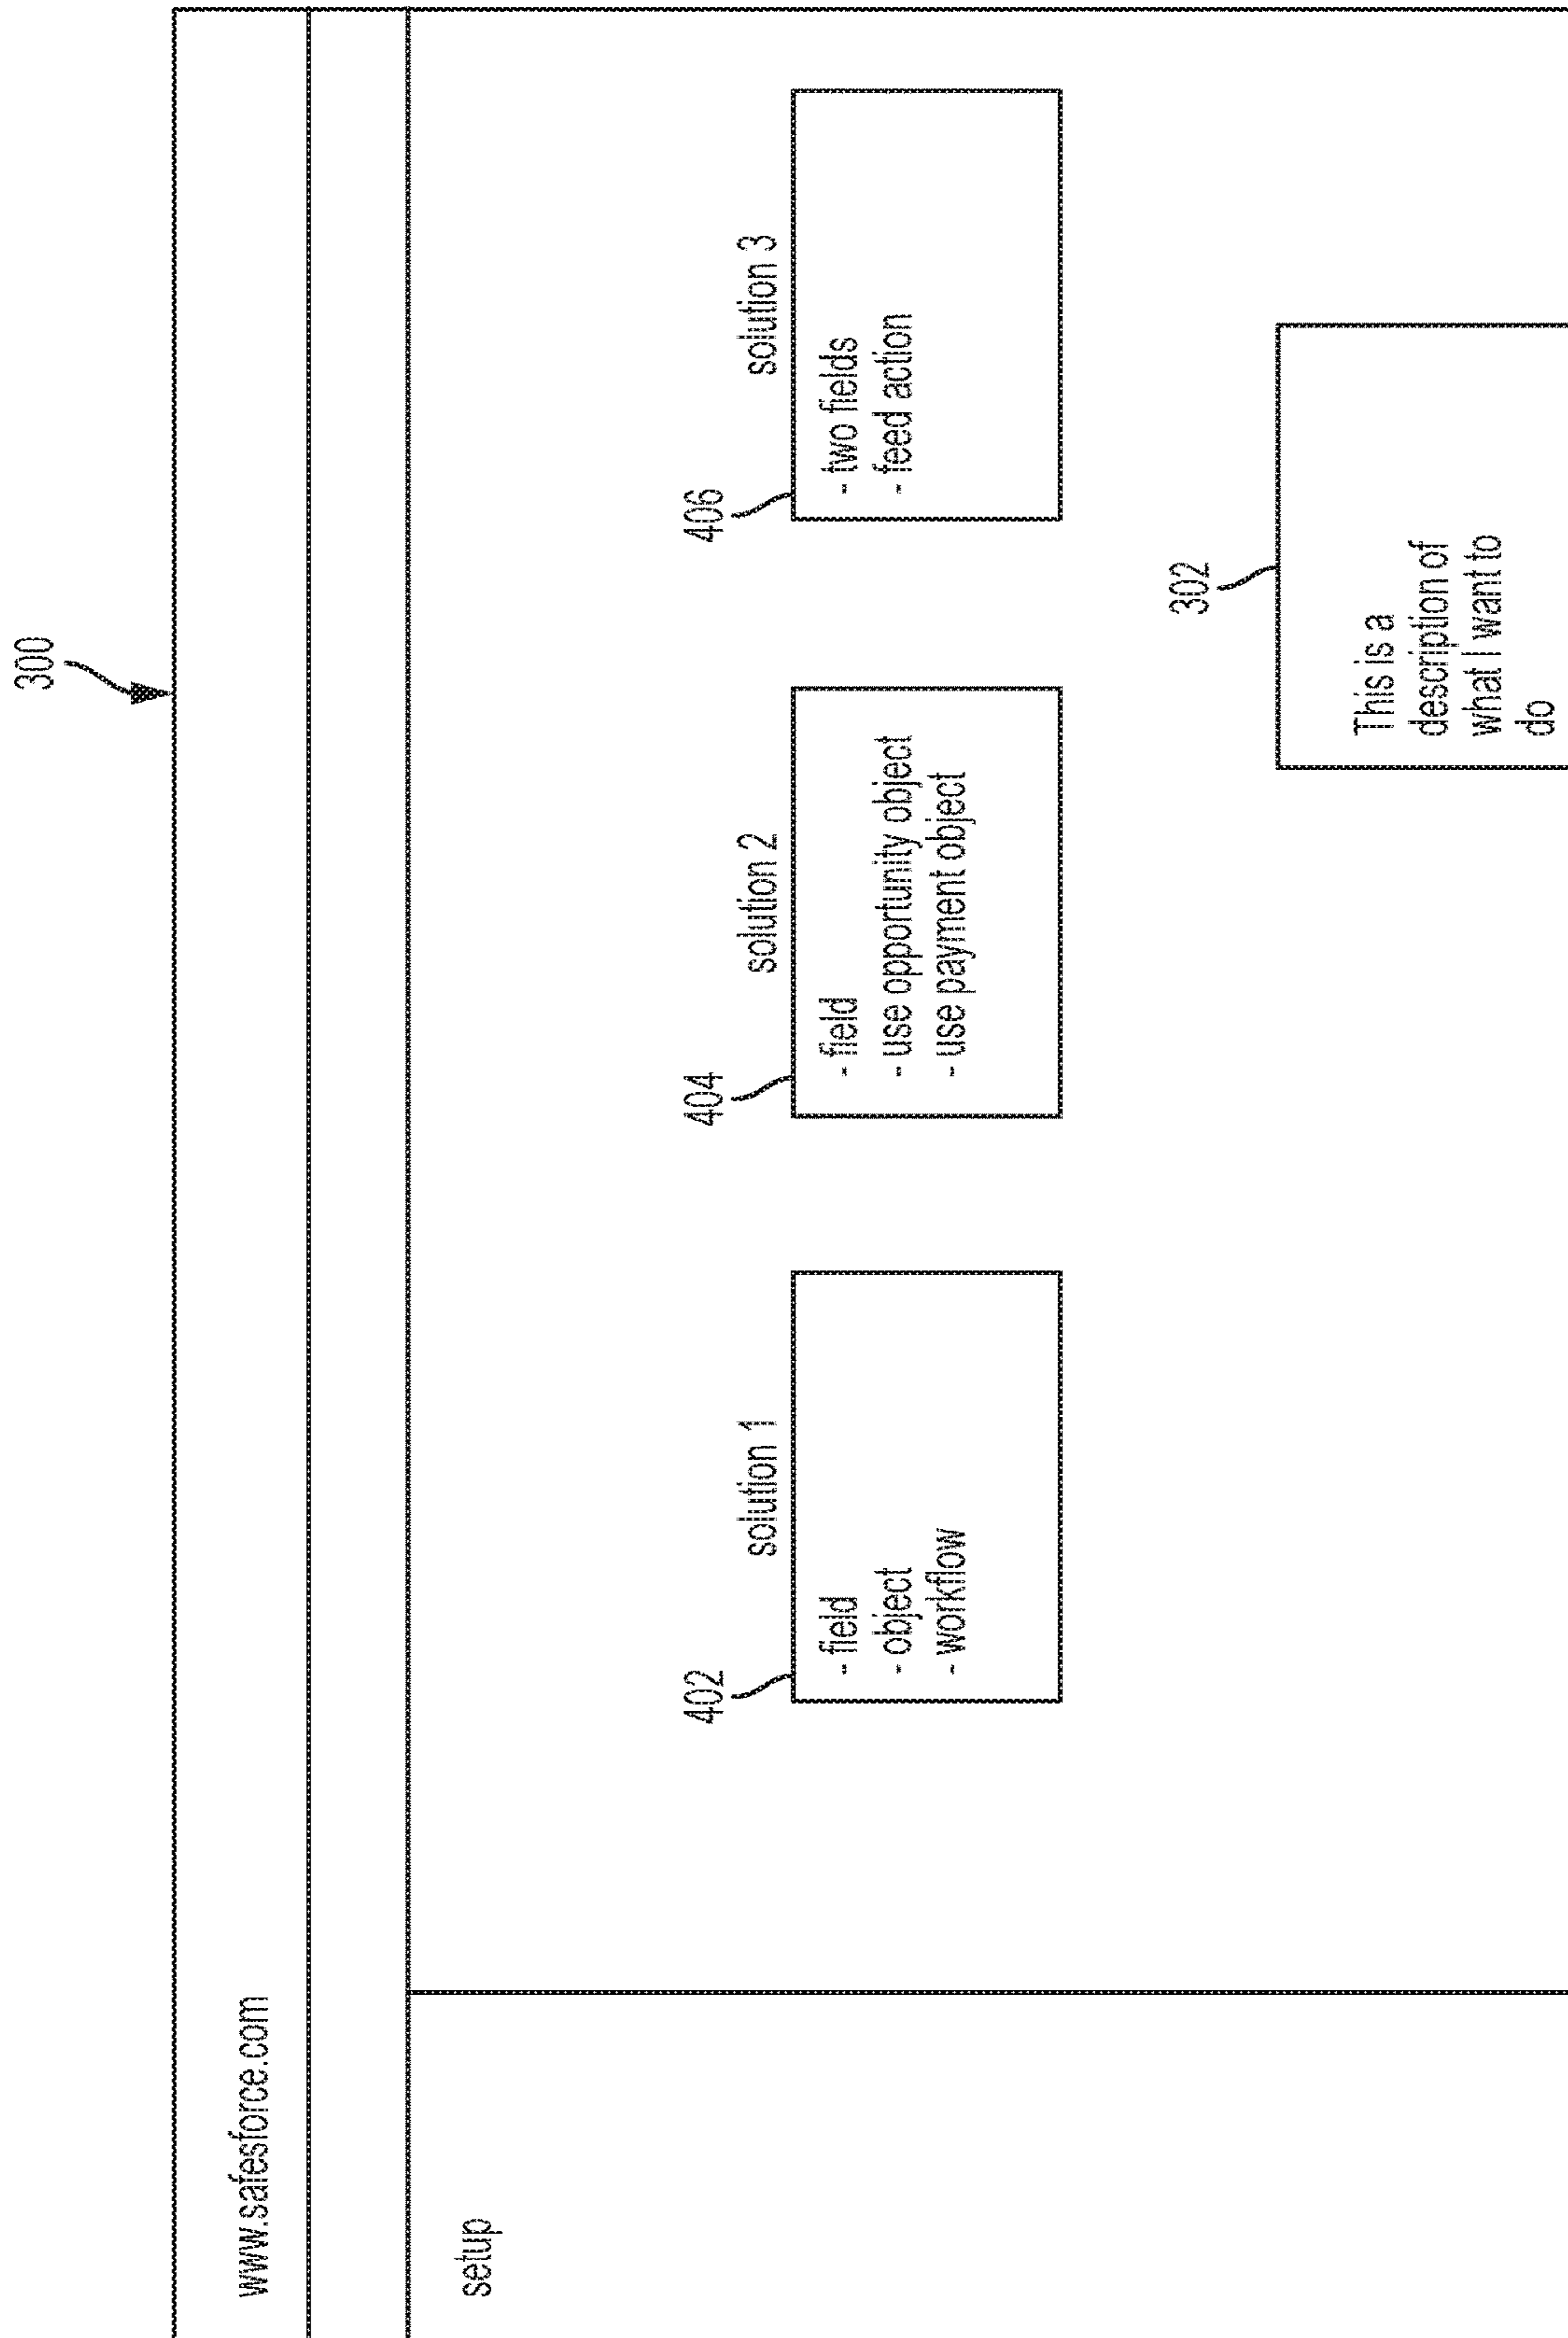 300
www.safesforce.com
setup
402
solution 1
- field
- object
- workflow
404
solution 2
- field
- use opportunity object
- use payment object
406
solution 3
- two fields
- feed action
302
This is a
description of
what I want to
do